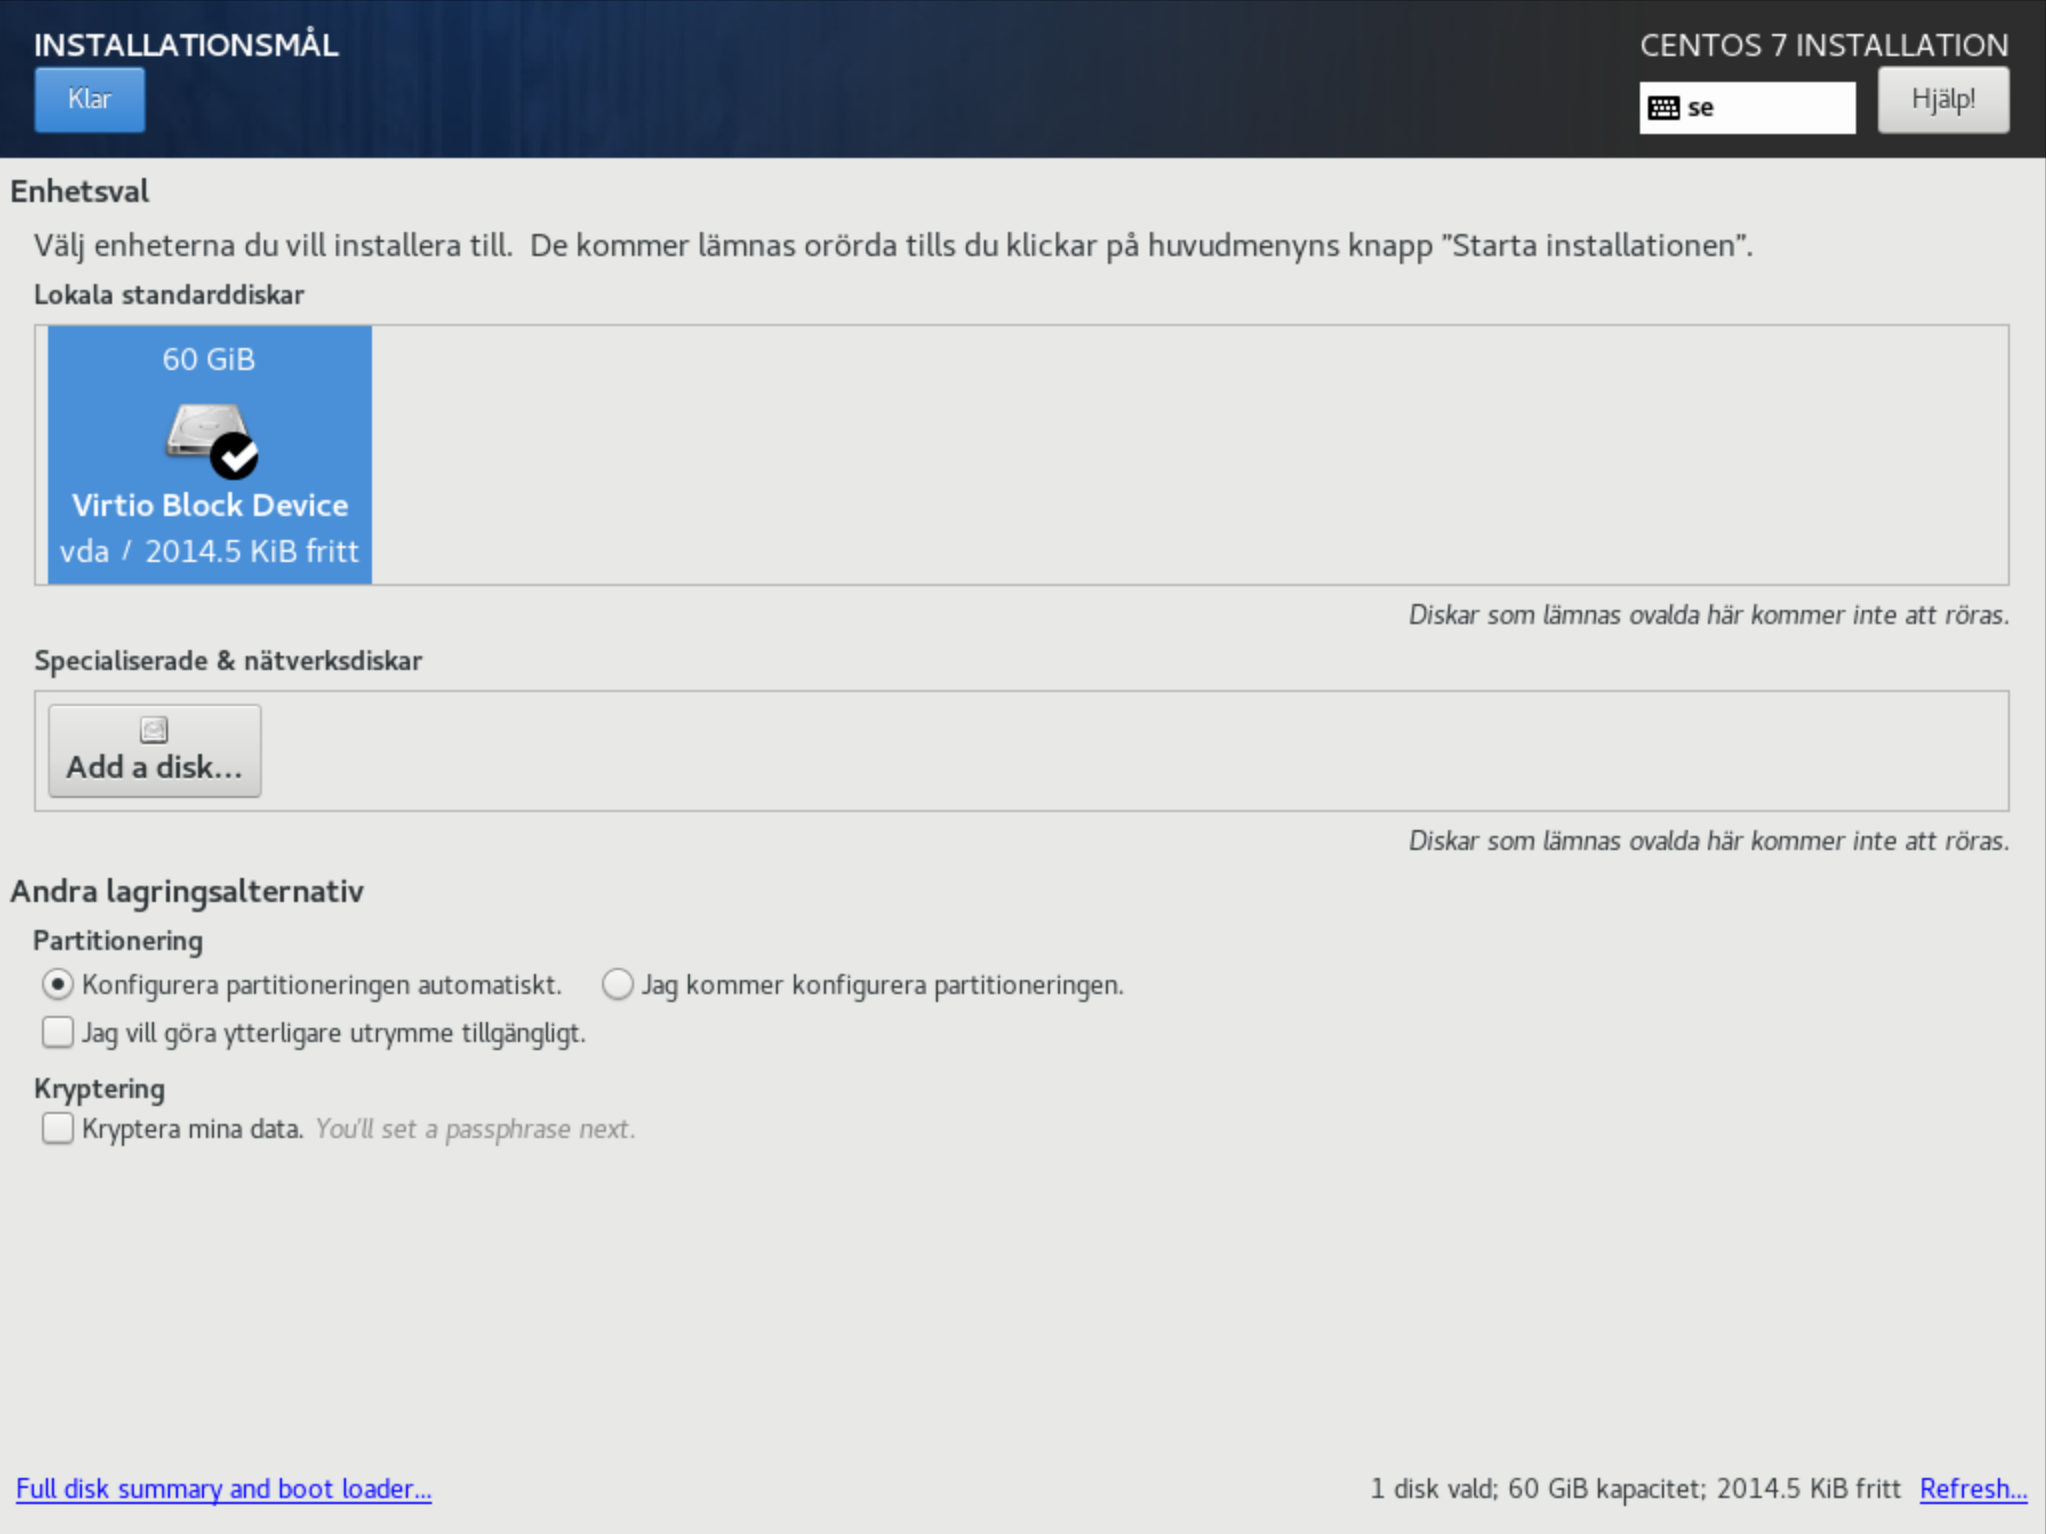 INSTALLATIONSMÅL
CENTOS 7 INSTALLATION
Klar
se
Hjälp!
Enhetsval
Välj enheterna du vill installera till.  De kommer lämnas orörda tills du klickar på huvudmenyns knapp ”Starta installationen”.
Lokala standarddiskar
60 GiB
Virtio Block Device
vda / 2014.5 KiB fritt
Diskar som lämnas ovalda här kommer inte att röras.
Specialiserade & nätverksdiskar
Add a disk...
Diskar som lämnas ovalda här kommer inte att röras.
Andra lagringsalternativ
Partitionering
Konfigurera partitioneringen automatiskt. Jag kommer konfigurera partitioneringen.
Jag vill göra ytterligare utrymme tillgängligt.
Kryptering
Kryptera mina data. You'll set a passphrase next.
Full disk summary and boot loader...
1 disk vald; 60 GiB kapacitet; 2014.5 KiB fritt Refresh...